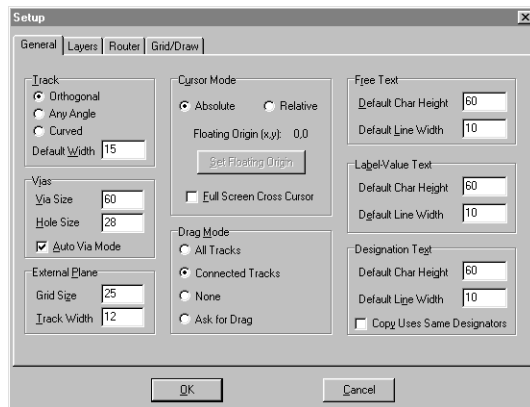 Setup
General Layers Router Grid/Draw
Track
Orthogonal
Any Angle
Curved
Default Width 15
Vias
Via Size 60
Hole Size 28
Auto Via Mode
External Plane
Grid Size 25
Track Width 12
Cursor Mode
Absolute Relative
Floating Origin (x,y): 0,0
Set Floating Origin
Full Screen Cross Cursor
Drag Mode
All Tracks
Connected Tracks
None
Ask for Drag
Free Text
Default Char Height 60
Default Line Width 10
Label-Value Text
Default Char Height 60
Default Line Width 10
Designation Text
Default Char Height 60
Default Line Width 10
Copy Uses Same Designators
OK
Cancel